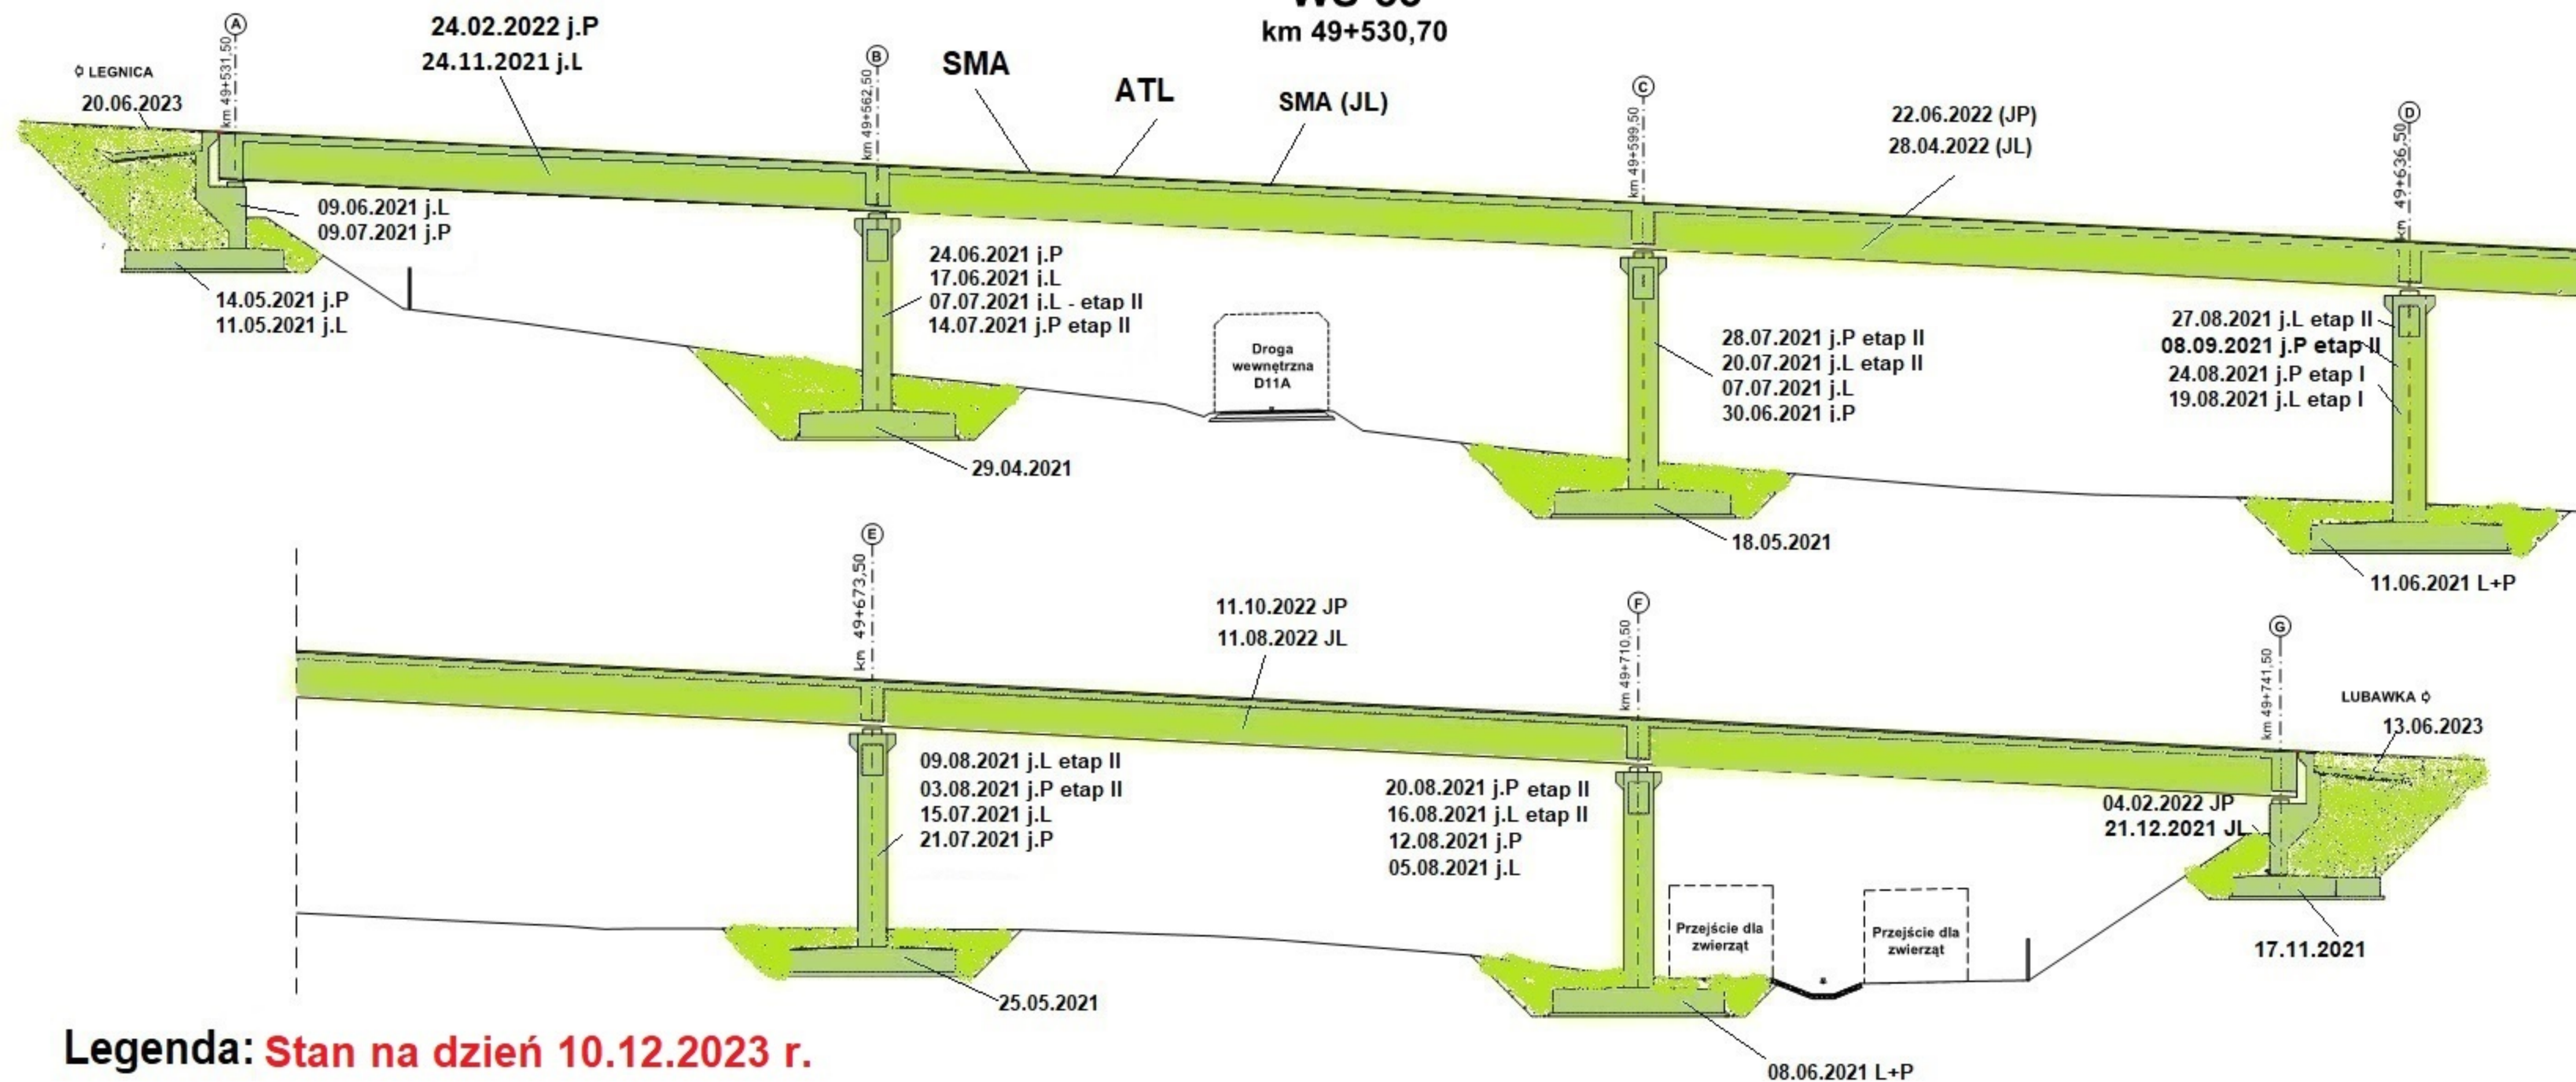 km 49+530,70
A
24.02.2022 j.P
24.11.2021 j.L
LEGNICA
20.06.2023
km 49+531,50
B
km 49+562,50
SMA
ATL
SMA (JL)
C
km 49+599,50
22.06.2022 (JP)
28.04.2022 (JL)
D
km 49+636,50
09.06.2021 j.L
09.07.2021 j.P
14.05.2021 j.P
11.05.2021 j.L
24.06.2021 j.P
17.06.2021 j.L
07.07.2021 j.L - etap II
14.07.2021 j.P etap II
Droga
wewnętrzna
D11A
29.04.2021
28.07.2021 j.P etap II
20.07.2021 j.L etap II
07.07.2021 j.L
30.06.2021 j.P
18.05.2021
27.08.2021 j.L etap II
08.09.2021 j.P etap II
24.08.2021 j.P etap I
19.08.2021 j.L etap I
11.06.2021 L+P
E
km 49+673,50
11.10.2022 JP
11.08.2022 JL
F
km 49+710,50
G
km 49+741,50
LUBAWKA
13.06.2023
09.08.2021 j.L etap II
03.08.2021 j.P etap II
15.07.2021 j.L
21.07.2021 j.P
25.05.2021
20.08.2021 j.P etap II
16.08.2021 j.L etap II
12.08.2021 j.P
05.08.2021 j.L
Przejście dla
zwierząt
Przejście dla
zwierząt
08.06.2021 L+P
04.02.2022 JP
21.12.2021 JL
17.11.2021
Legenda: Stan na dzień 10.12.2023 r.